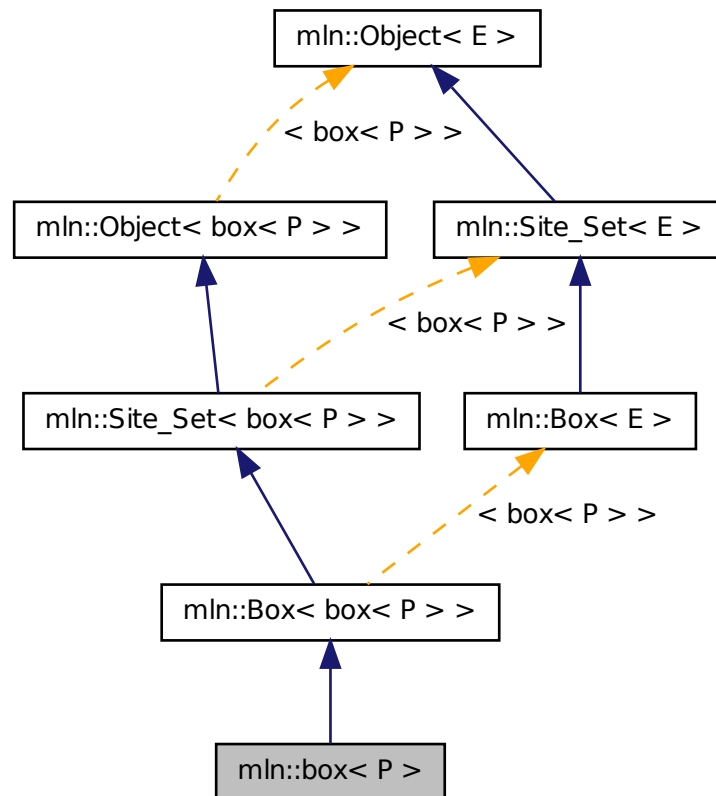 mln::Object< E >
< box< P > >
mln::Object< box< P > >
mln::Site_Set< E >
< box< P > >
mln::Site_Set< box< P > >
mln::Box< E >
< box< P > >
mln::Box< box< P > >
mln::box< P >